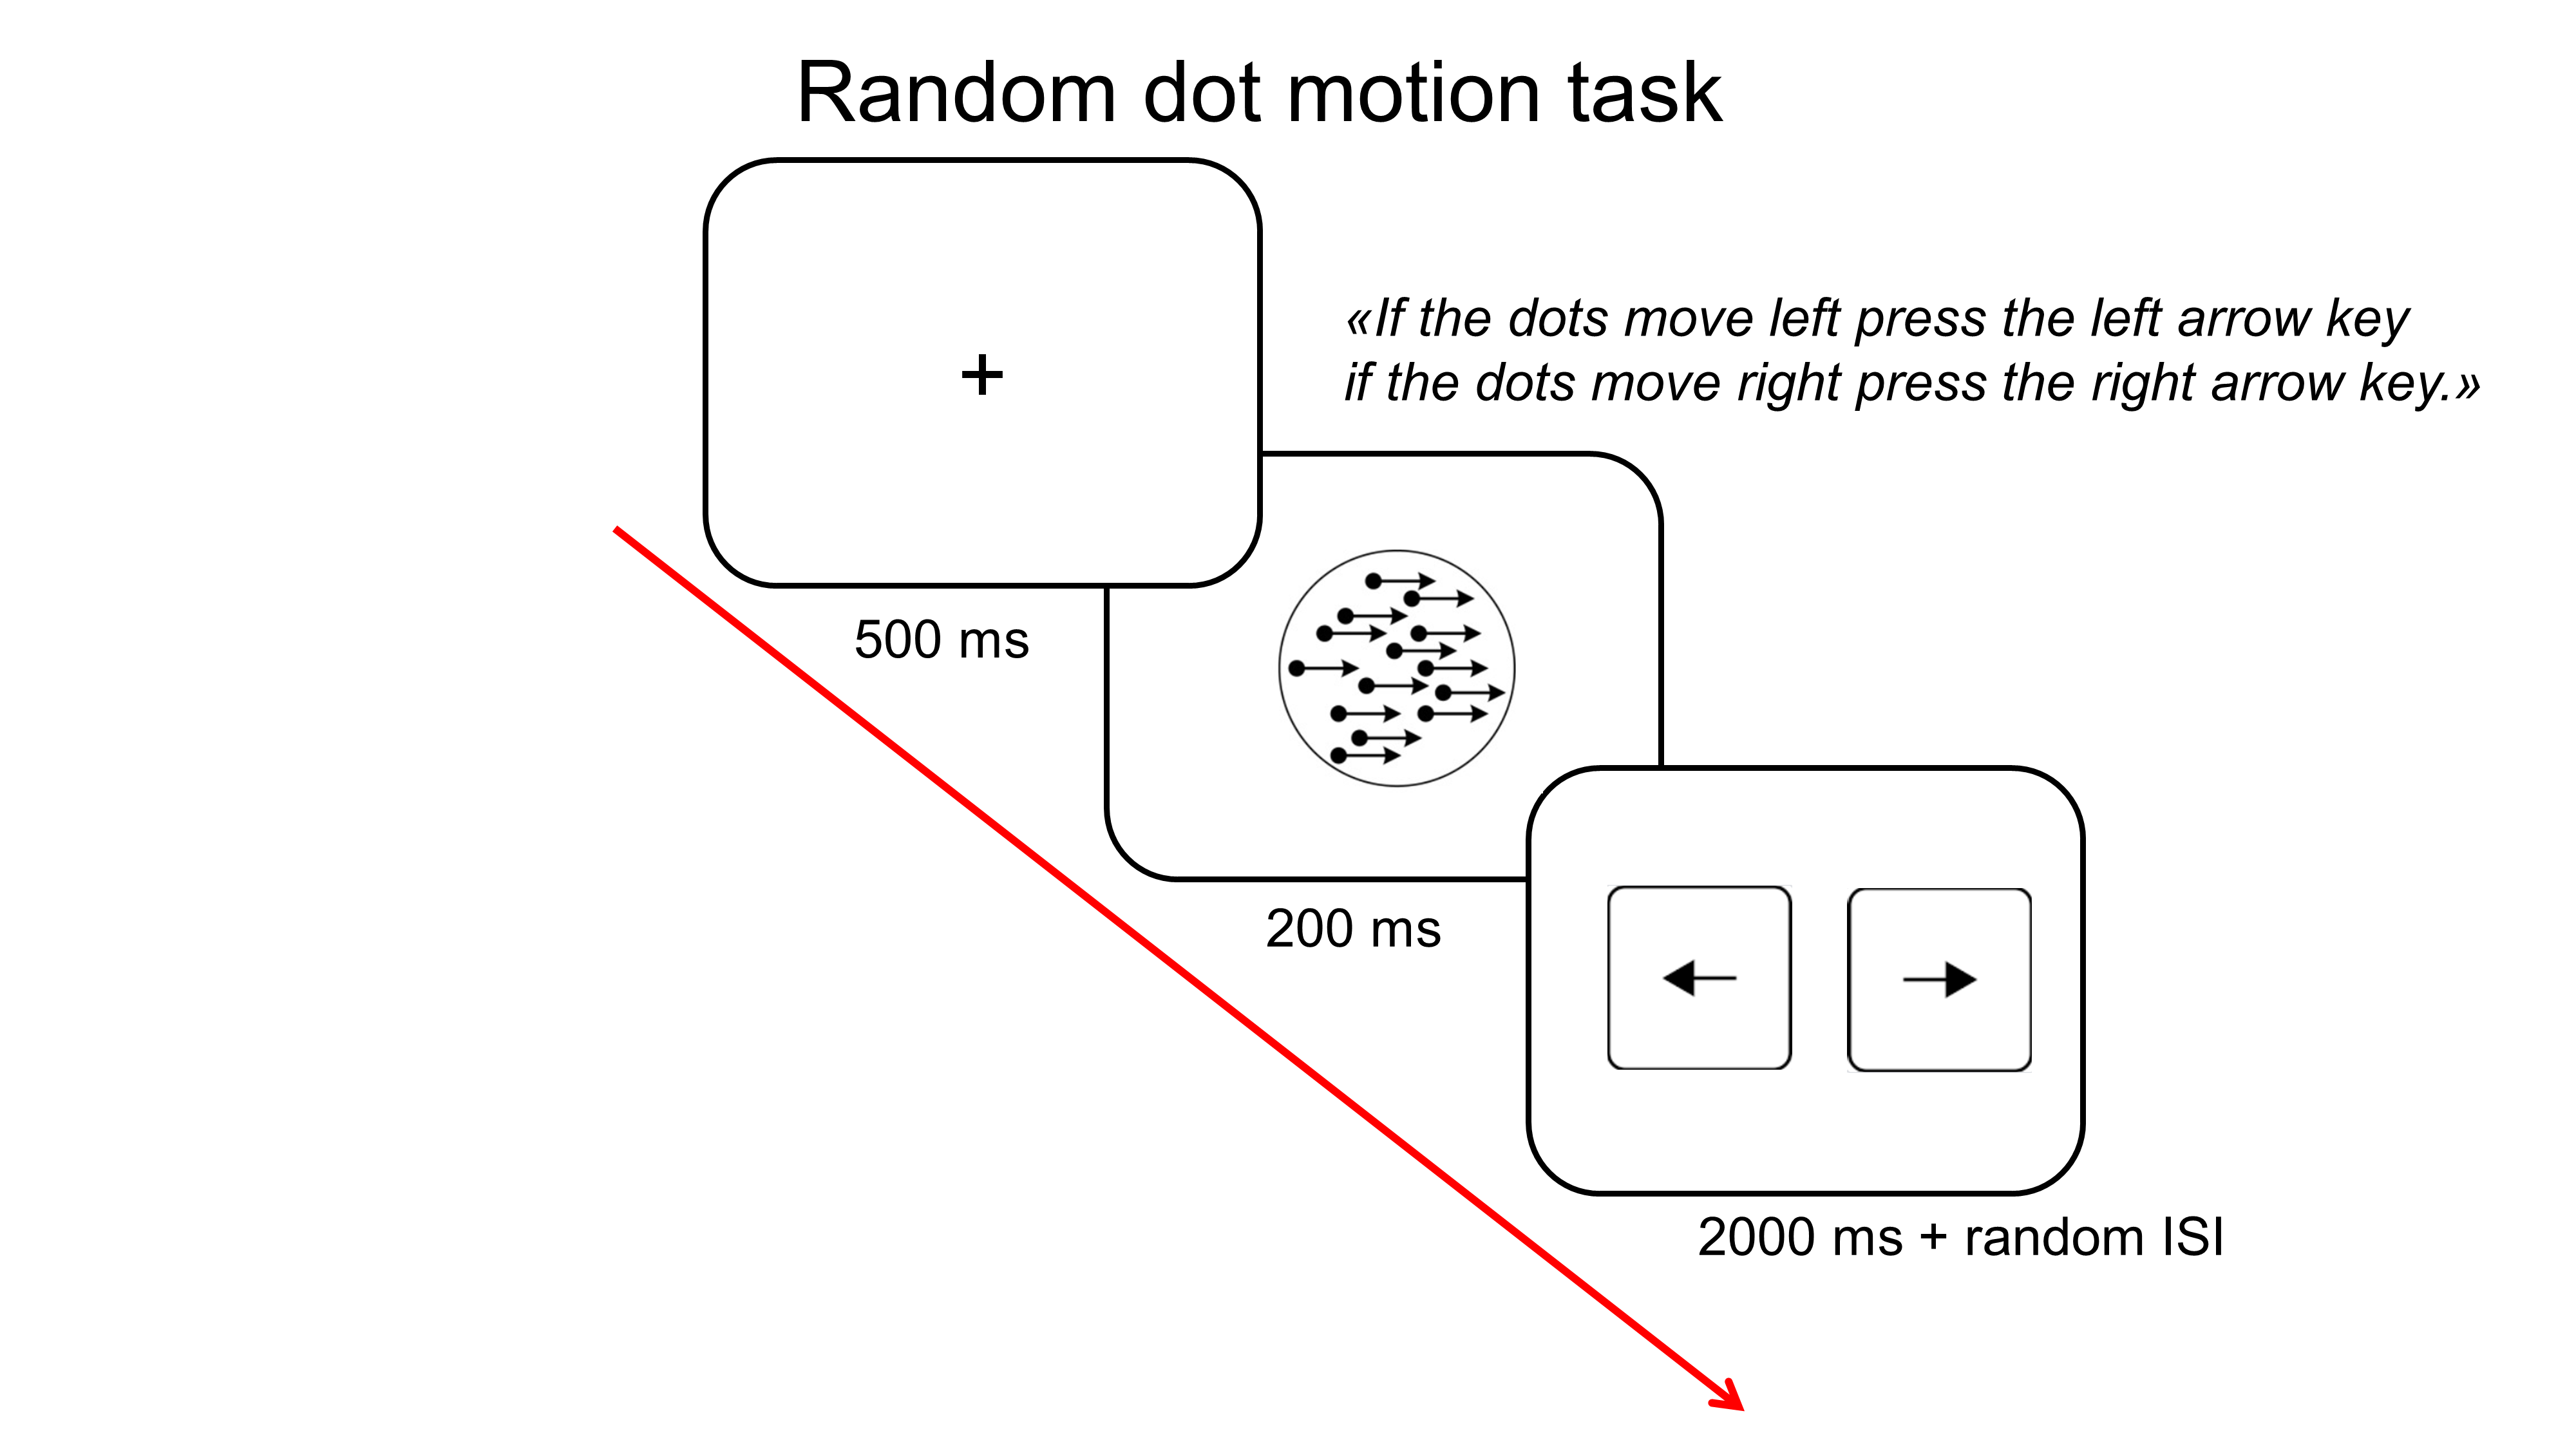 Random dot motion task
«If the dots move left press the left arrow key
if the dots move right press the right arrow key.»
500 ms
200 ms
2000 ms + random ISI